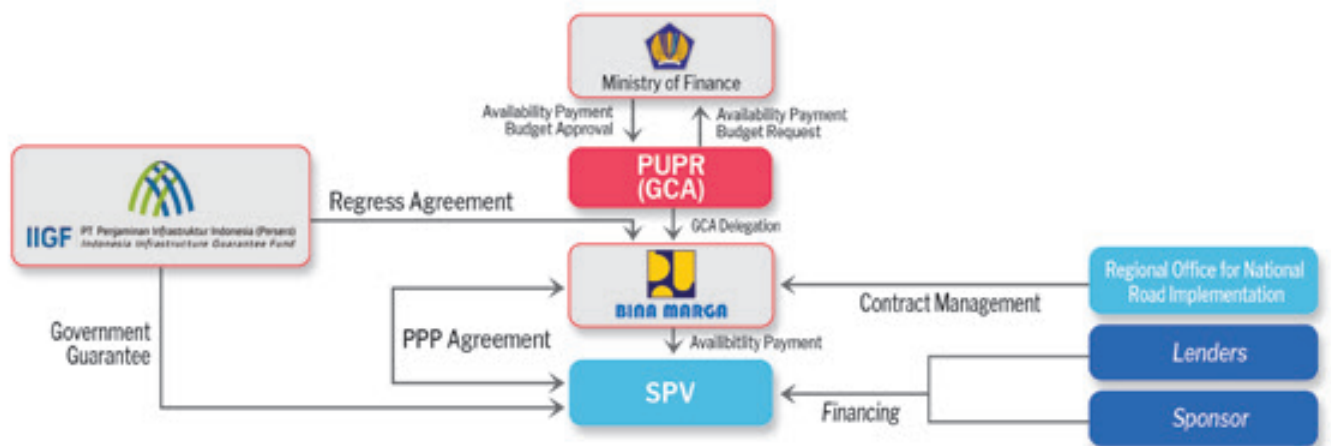 Ministry of Finance
Availability Payment
Budget Approval
Availability Payment
Budget Request
PUPR
(GCA)
IIGF PT Penjaminan Infrastruktur Indonesia (Persero)
Indonesia Infrastructure Guarantee Fund
Regress Agreement
GCA Delegation
BINA MARGA
Regional Office for National
Road Implementation
Contract Management
Government
Guarantee
PPP Agreement
Availibitlity Payment
SPV
Financing
Lenders
Sponsor